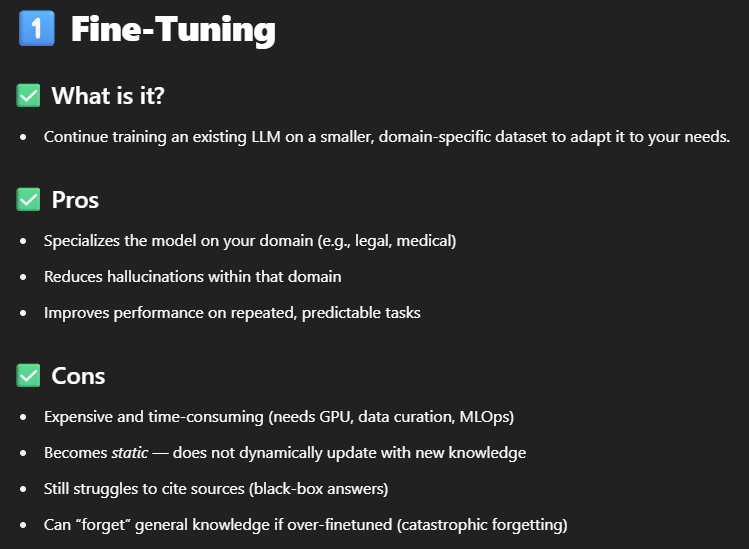 1 Fine-Tuning
✅ What is it?
• Continue training an existing LLM on a smaller, domain-specific dataset to adapt it to your needs.
✅ Pros
• Specializes the model on your domain (e.g., legal, medical)
• Reduces hallucinations within that domain
• Improves performance on repeated, predictable tasks
✅ Cons
• Expensive and time-consuming (needs GPU, data curation, MLOps)
• Becomes static — does not dynamically update with new knowledge
• Still struggles to cite sources (black-box answers)
• Can “forget” general knowledge if over-finetuned (catastrophic forgetting)